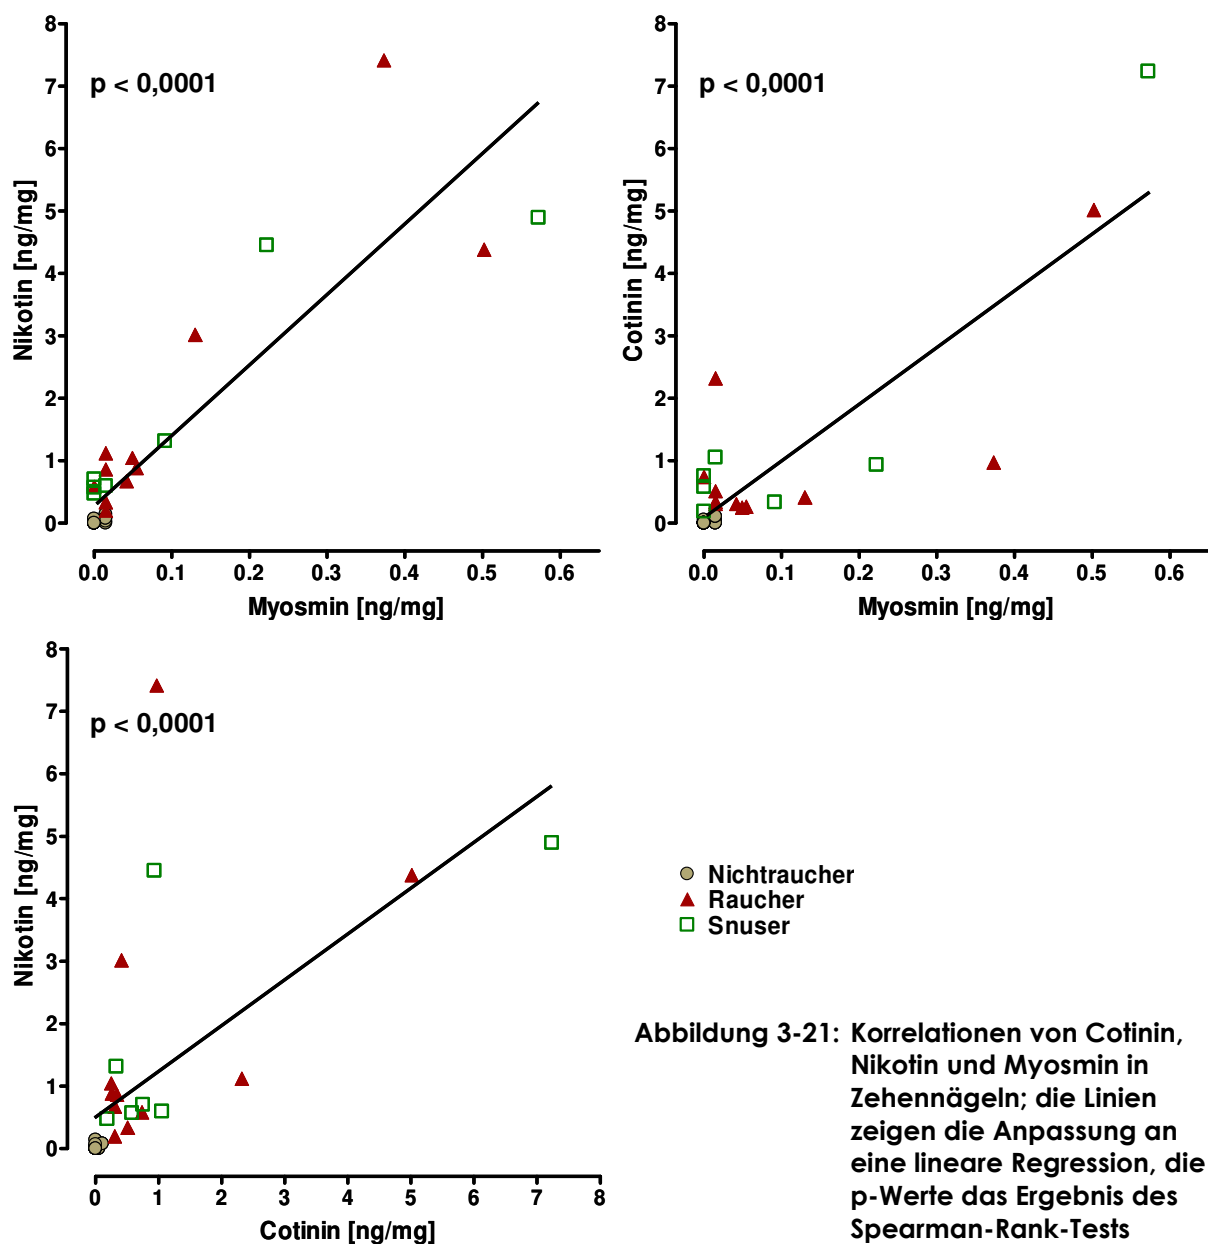 8
7
6
5
4
3
2
1
0
p < 0,0001
Nikotin [ng/mg]
0.0 0.1 0.2 0.3 0.4 0.5 0.6
Myosmin [ng/mg]
8
7
6
5
4
3
2
1
0
p < 0,0001
Cotinin [ng/mg]
0.0 0.1 0.2 0.3 0.4 0.5 0.6
Myosmin [ng/mg]
8
7
6
5
4
3
2
1
0
p < 0,0001
Nikotin [ng/mg]
0 1 2 3 4 5 6 7 8
Cotinin [ng/mg]
Nichtraucher
Raucher
Snuser
Abbildung 3-21: Korrelationen von Cotinin,
Nikotin und Myosmin in
Zehennägeln; die Linien
zeigen die Anpassung an
eine lineare Regression, die
p-Werte das Ergebnis des
Spearman-Rank-Tests